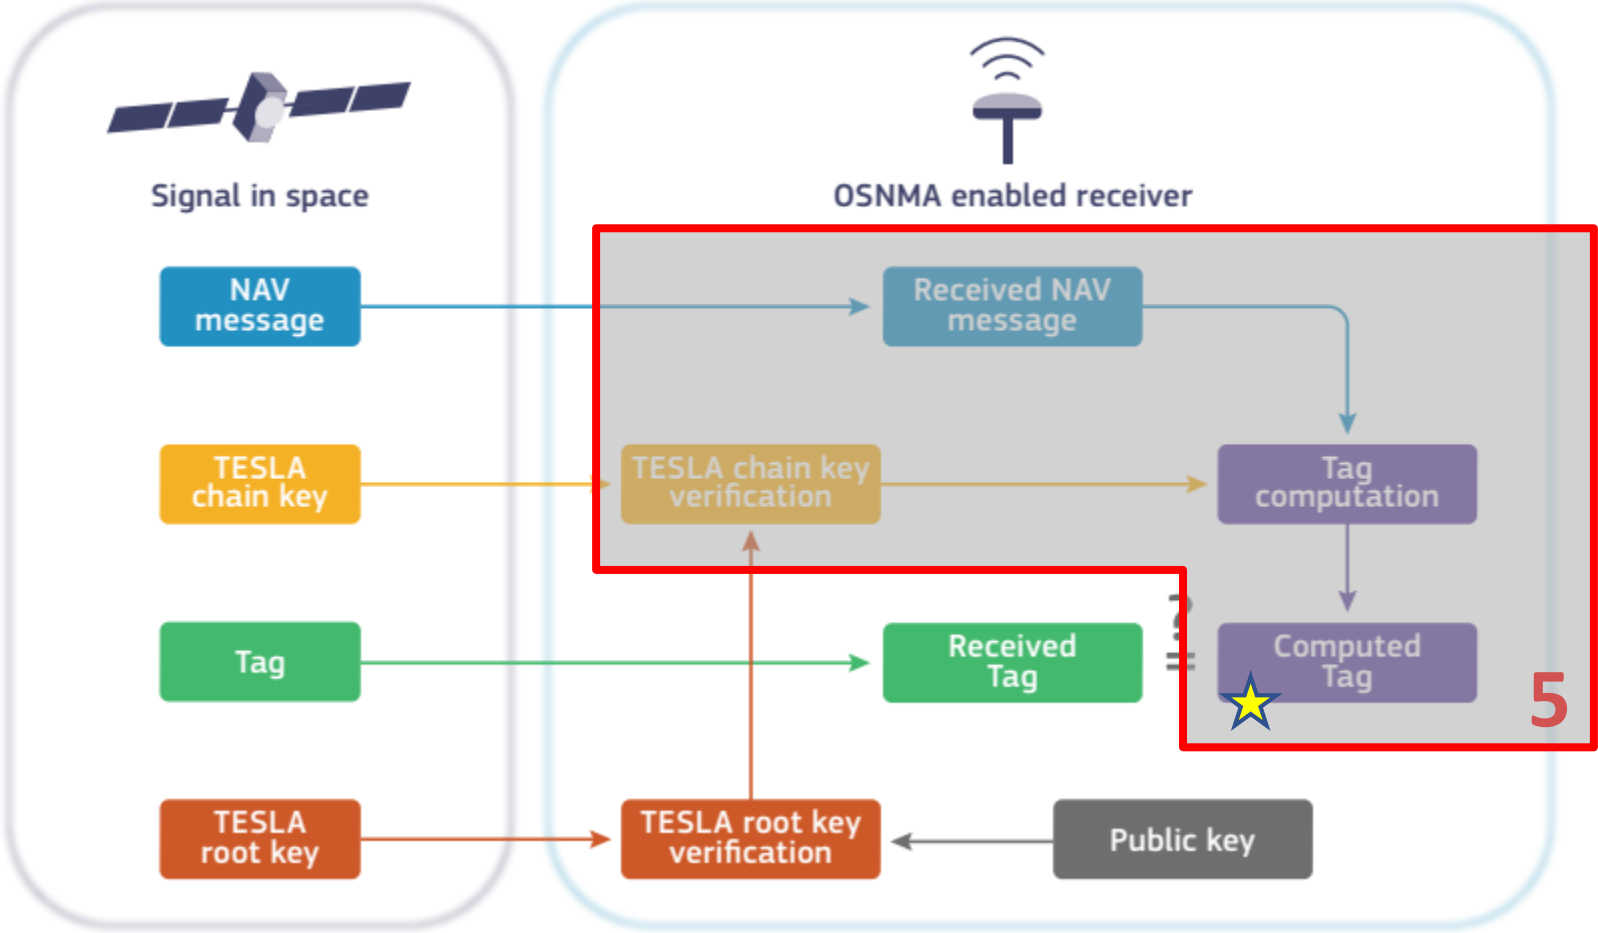 Signal in space
OSNMA enabled receiver
NAV
message
Received NAV
message
TESLA
chain key
TESLA chain key
verification
Tag
computation
Tag
Received
Tag
Computed
Tag
5
TESLA
root key
TESLA root key
verification
Public key